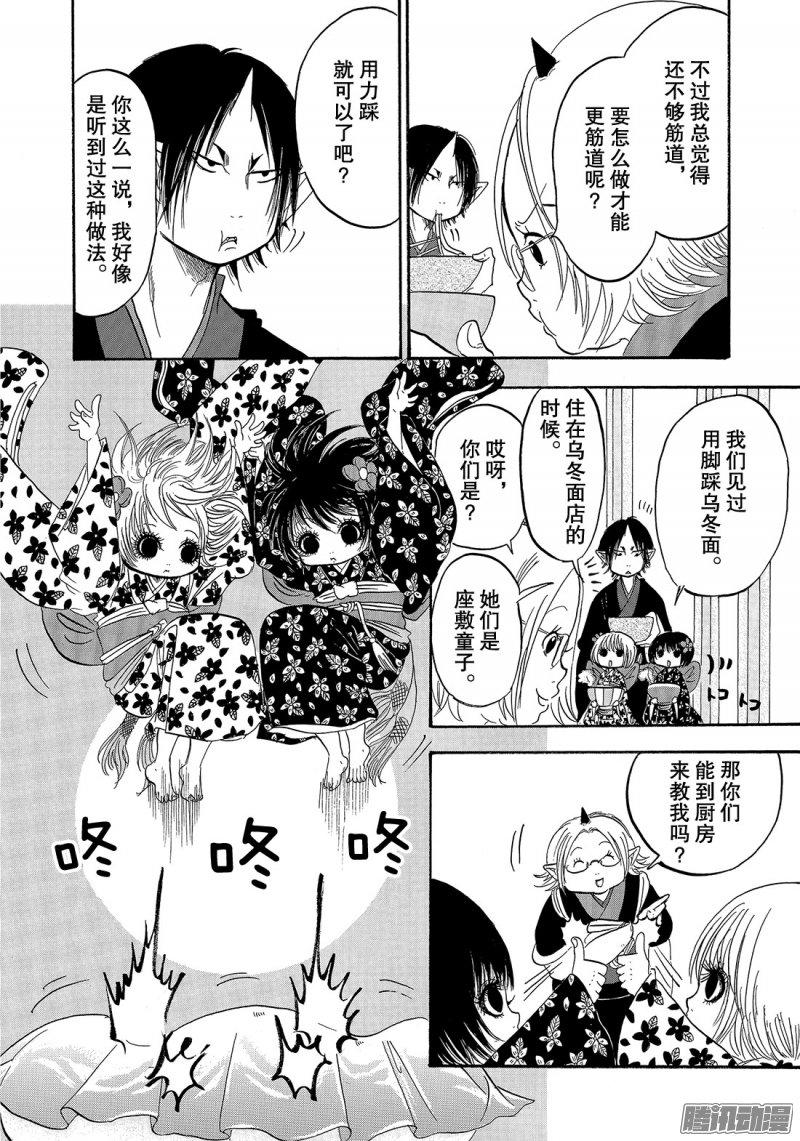 不过我总觉得
还不够筋道，
要怎么做才能
更筋道呢？
用力踩
就可以了吧？
你这么一说，我好像
是听到过这种做法。
我们见过
用脚踩乌冬面。
住在乌冬面店的
时候。
哎呀，
你们是？
她们是
座敷童子。
トコ
トコ
那你们
能到厨房
来教我吗？
咚
咚
咚
腾讯动漫